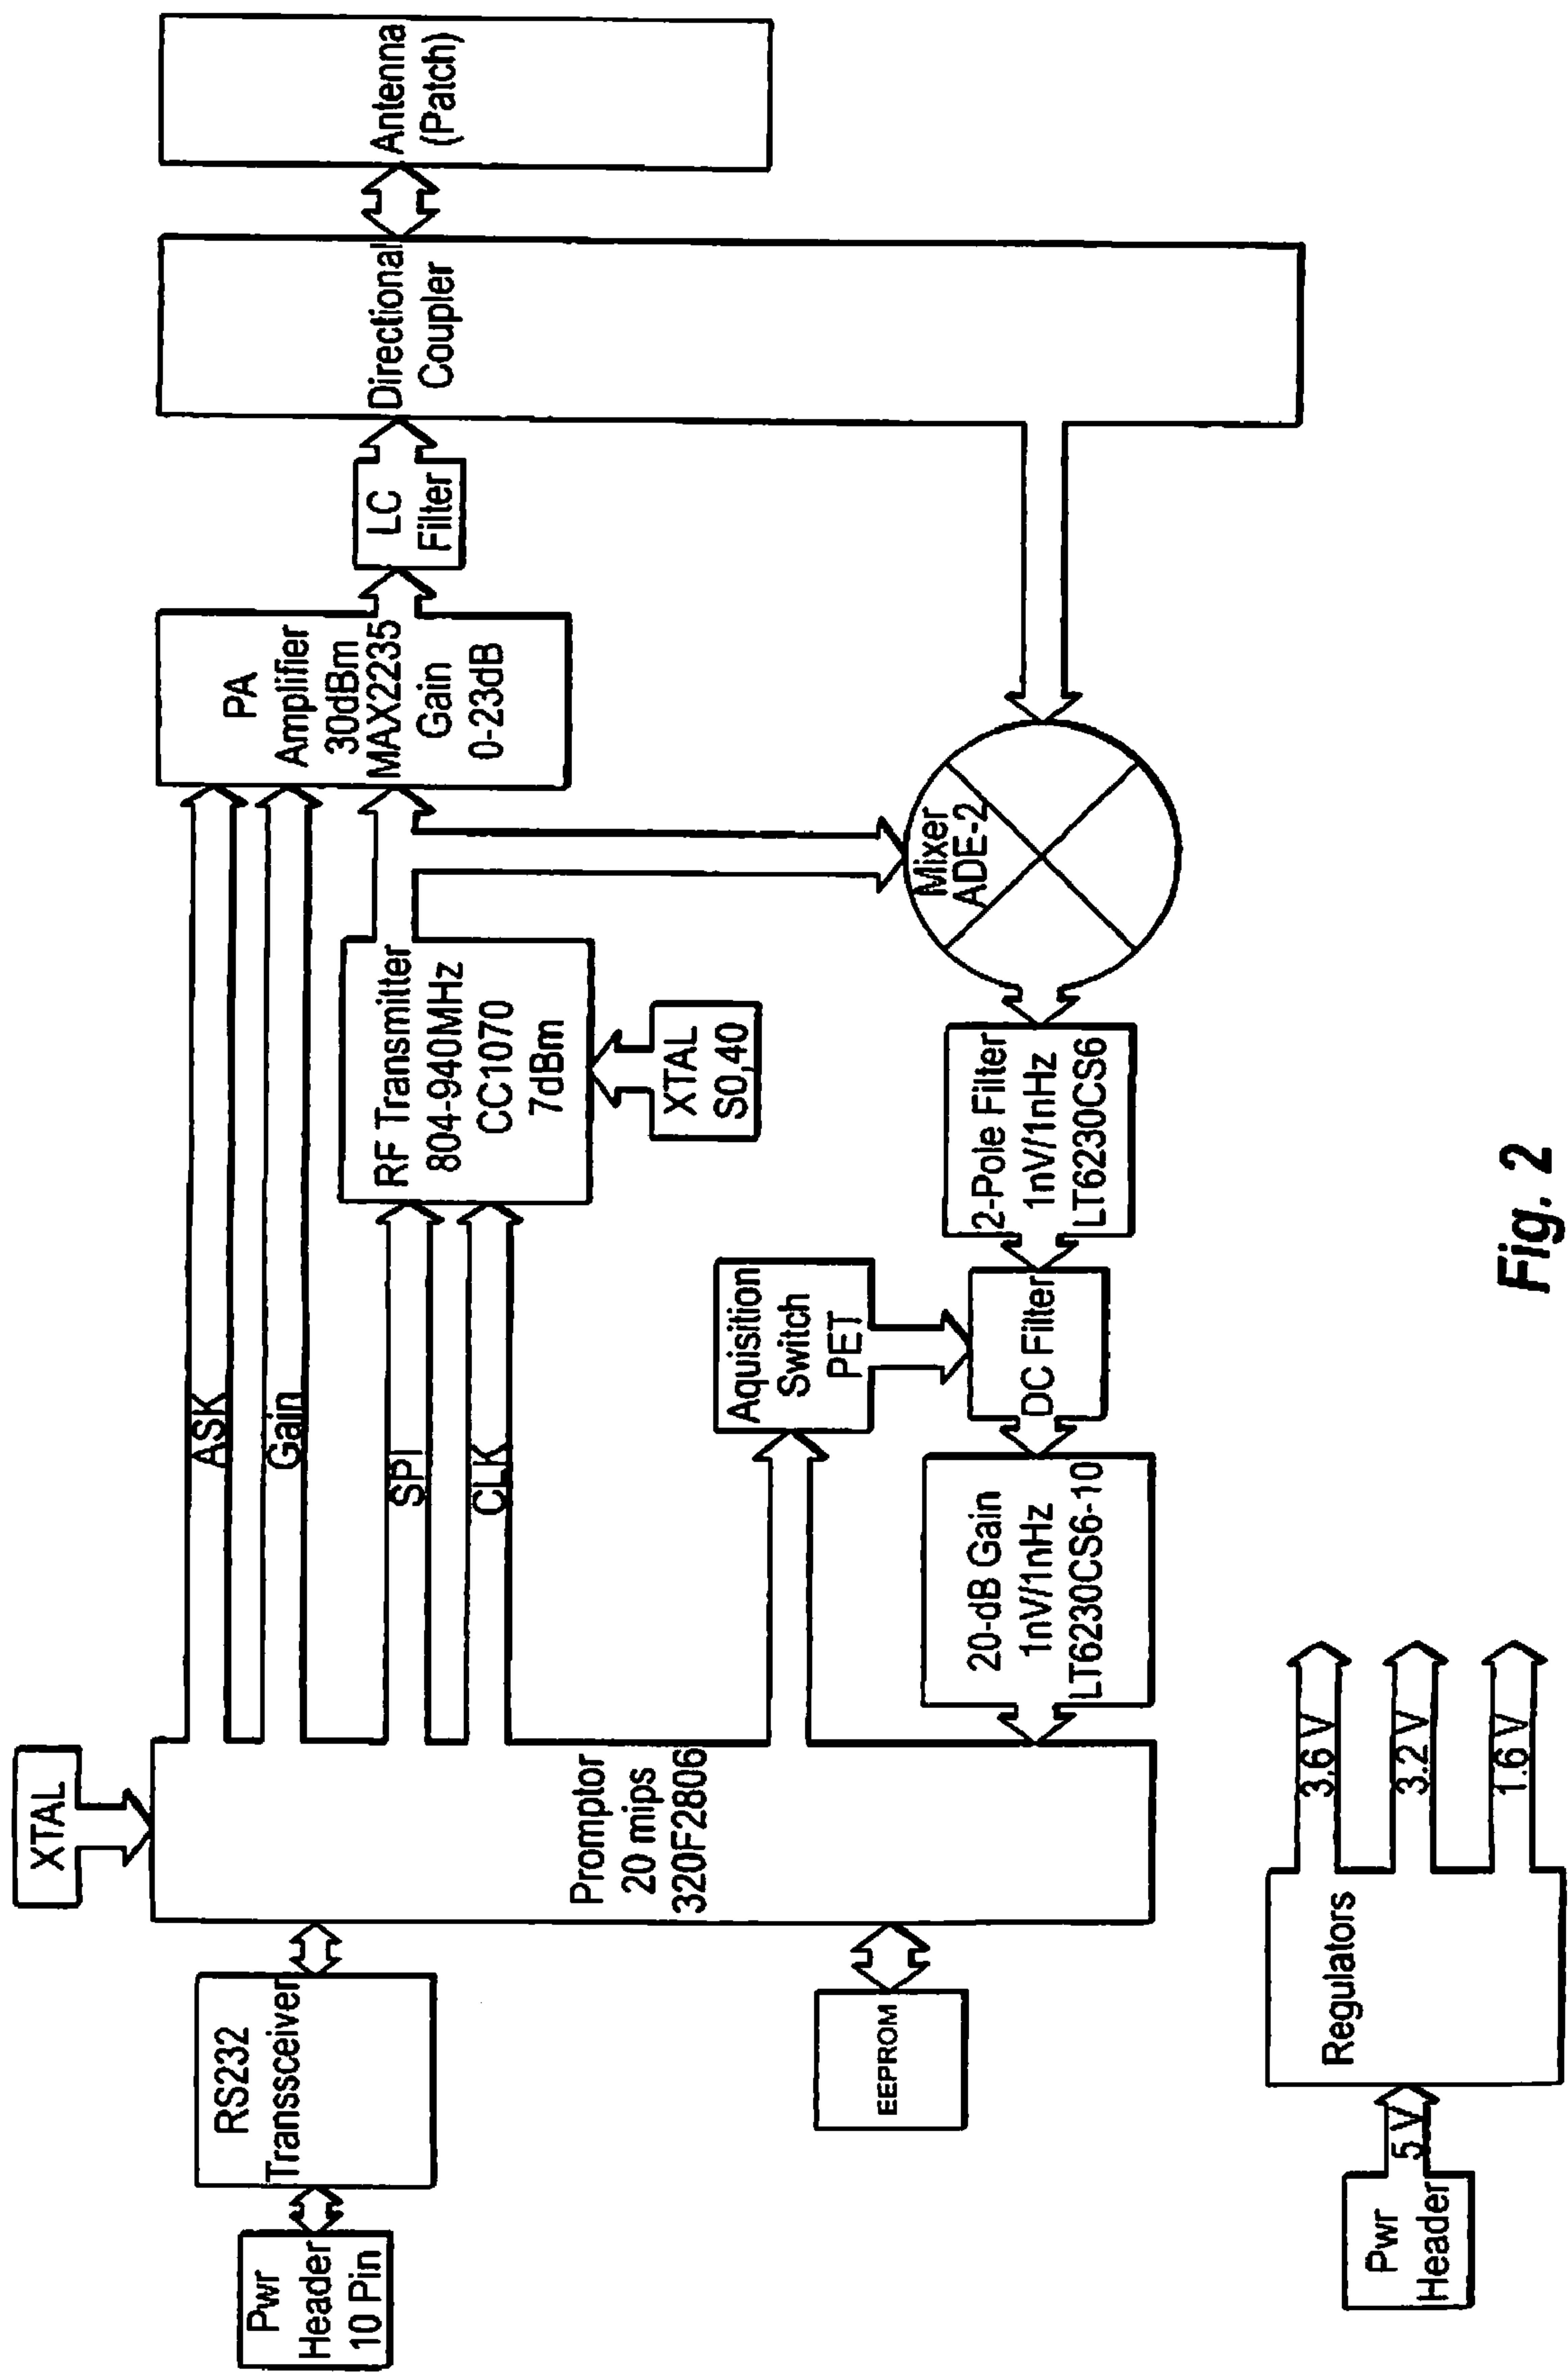 XTAL
Pwr
Header
10 Pin
RS232
Transsceiver
EEPROM
Promptor
20 mips
320F2806
ASK
Gain
SPI
CLK
RF Transmitter
804-940MHz
CC1070
7dBm
XTAL
S0,40
PA
Amplifier
30dBm
MAX2235
Gain
0-23dB
LC
Filter
Directional
Coupler
Antenna
(Patch)
Aquisition
Switch
PET
20-dB Gain
1nV/1nHz
LT6230CS6-10
DC Filter
2-Pole Filter
1nV/1nHz
LT6230CS6
Mixer
ADE-2
Pwr
Header
5 V
Regulators
3,6 V
3.2 V
1.6 V
Fig. 2